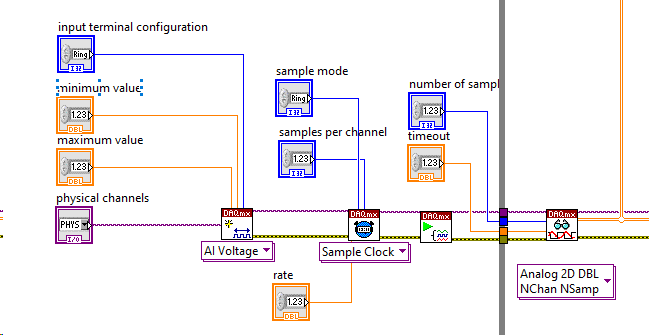 input terminal configuration
Ring
I32
minimum value
1.23
DBL
maximum value
1.23
DBL
physical channels
PHYS
I/O
sample mode
Ring
I32
samples per channel
1.23
I32
number of sampl
1.23
I32
timeout
1.23
DBL
DAQmx
AI Voltage
DAQmx
Sample Clock
DAQmx
DAQmx
Analog 2D DBL
NChan NSamp
rate
1.23
DBL